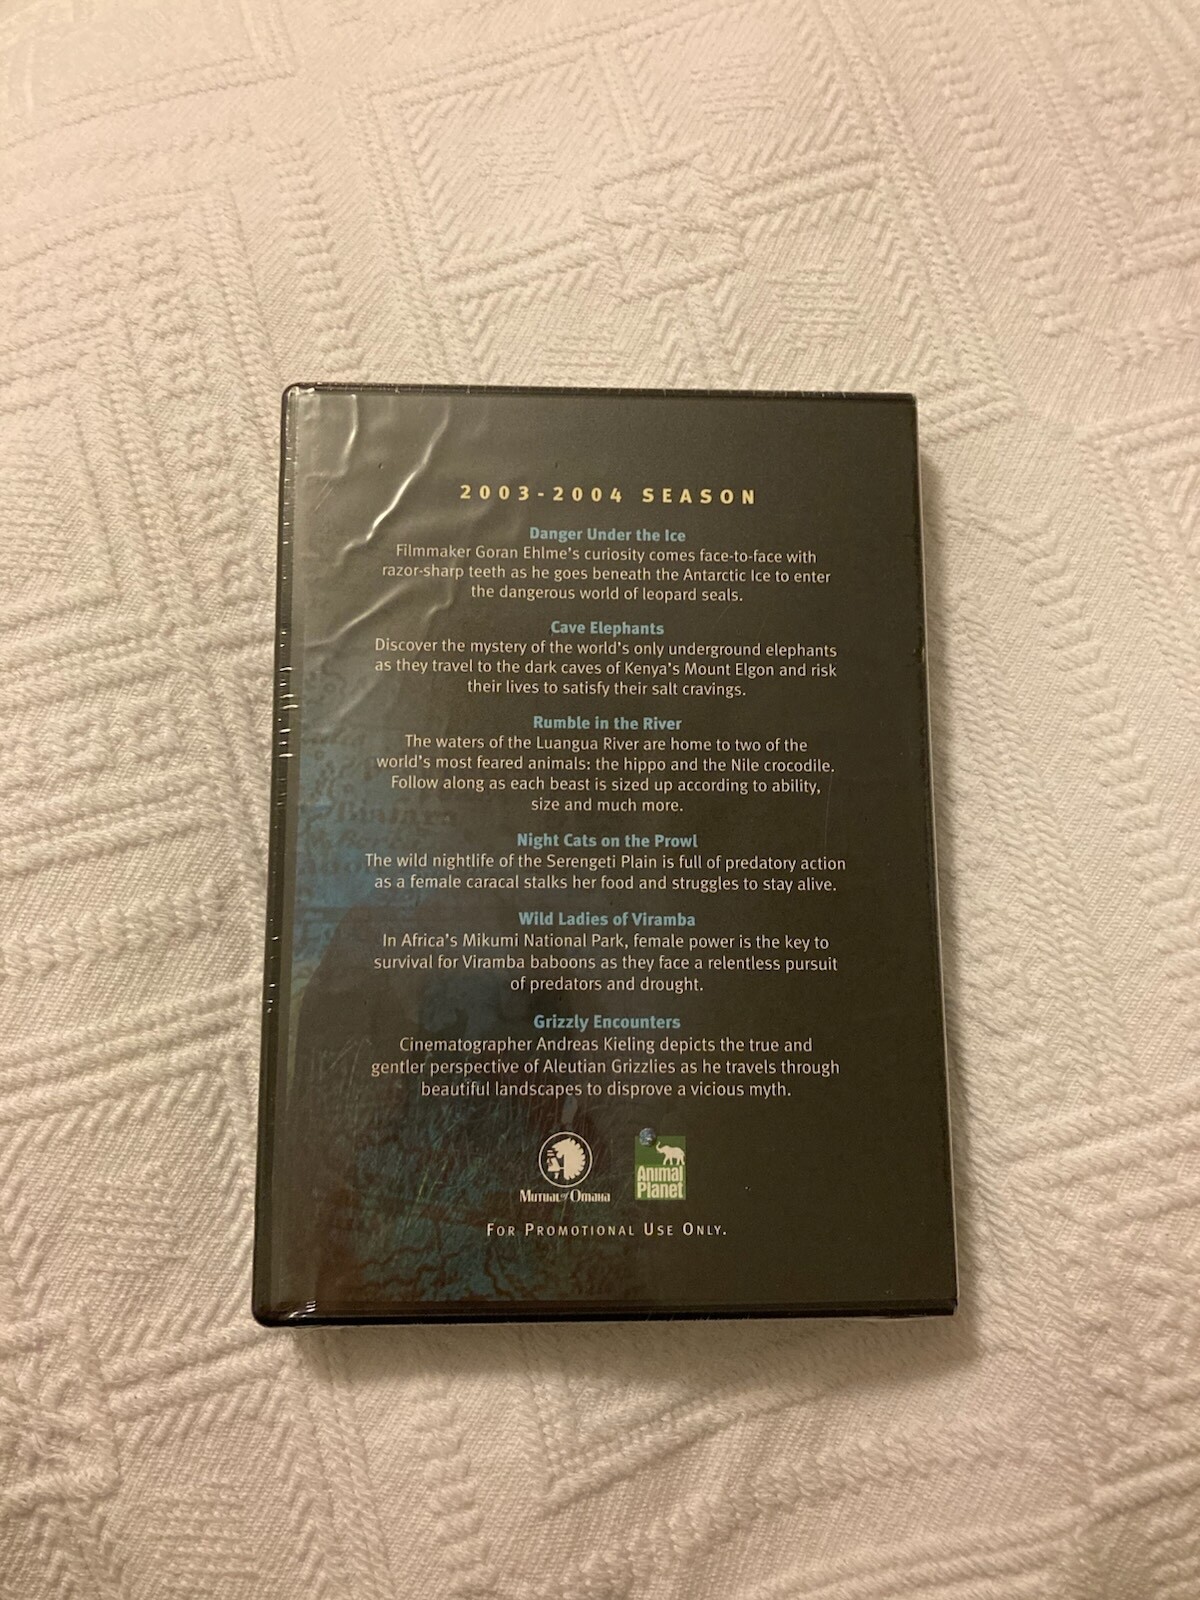 2003-2004 SEASON
Danger Under the Ice
Filmmaker Goran Ehlme's curiosity comes face-to-face with
razor-sharp teeth as he goes beneath the Antarctic Ice to enter
the dangerous world of leopard seals.
Cave Elephants
Discover the mystery of the world's only underground elephants
as they travel to the dark caves of Kenya's Mount Elgon and risk
their lives to satisfy their salt cravings.
Rumble in the River
The waters of the Luangua River are home to two of the
world's most feared animals: the hippo and the Nile crocodile.
Follow along as each beast is sized up according to ability,
size and much more.
Night Cats on the Prowl
The wild nightlife of the Serengeti Plain is full of predatory action
as a female caracal stalks her food and struggles to stay alive.
Wild Ladies of Viramba
In Africa's Mikumi National Park, female power is the key to
survival for Viramba baboons as they face a relentless pursuit
of predators and drought.
Grizzly Encounters
Cinematographer Andreas Kieling depicts the true and
gentler perspective of Aleutian Grizzlies as he travels through
beautiful landscapes to disprove a vicious myth.
MUTUAL of OMAHA
Animal
Planet
FOR PROMOTIONAL USE ONLY.